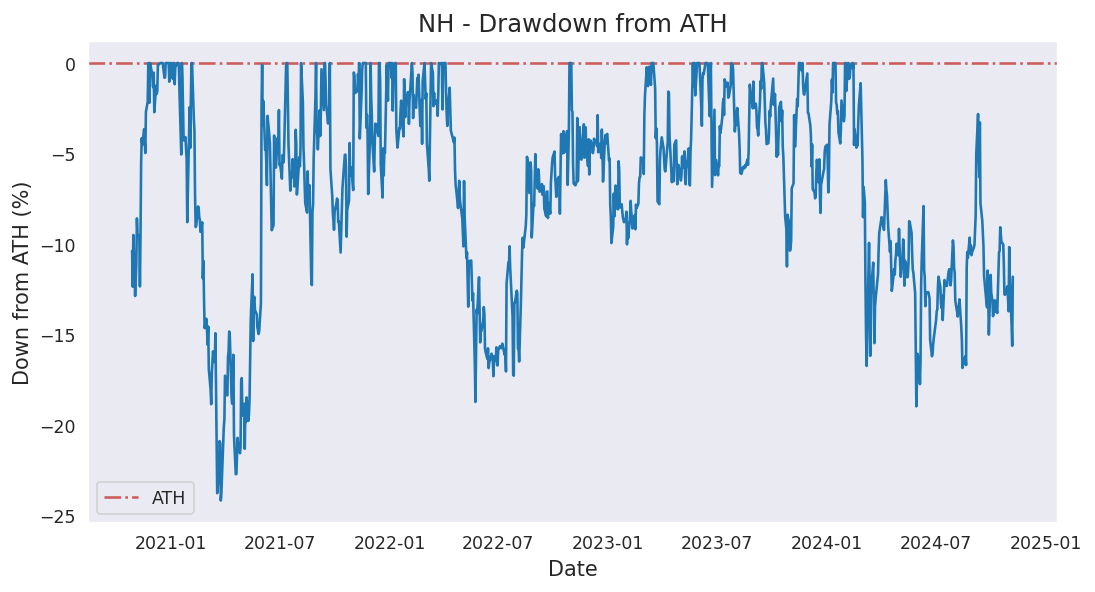 NH - Drawdown from ATH
Down from ATH (%)
0
−5
−10
−15
−20
−25
ATH
2021-01 2021-07 2022-01 2022-07 2023-01 2023-07 2024-01 2024-07 2025-01
Date